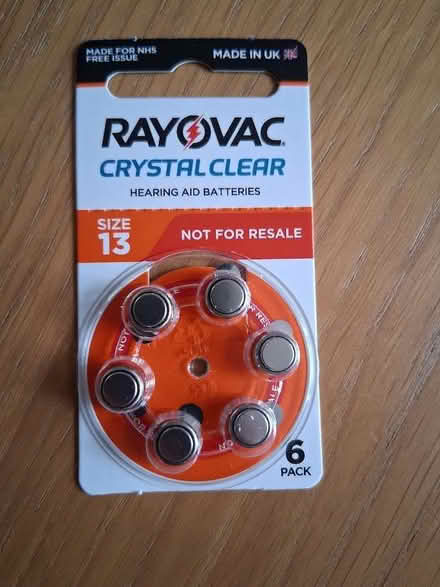 MADE FOR NHS
FREE ISSUE
MADE IN UK
RAYOVAC
CRYSTAL CLEAR
HEARING AID BATTERIES
SIZE
13
NOT FOR RESALE
6
PACK